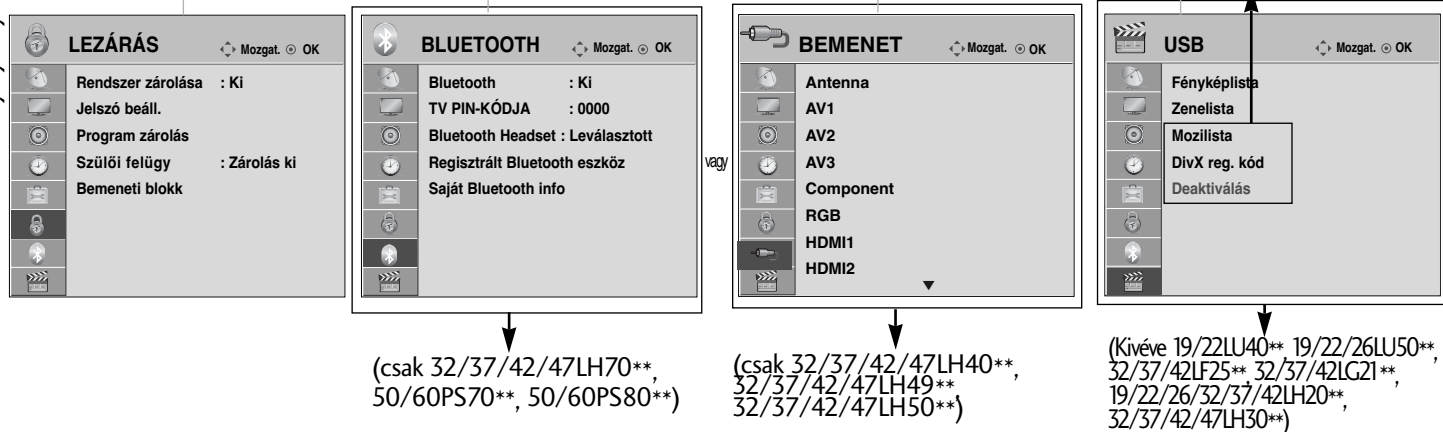 LEZÁRÁS
Mozgat. OK
Rendszer zárolása : Ki
Jelszó beáll.
Program zárolás
Szülői felügy : Zárolás ki
Bemeneti blokk
BLUETOOTH
Mozgat. OK
Bluetooth : Ki
TV PIN-KÓDJA : 0000
Bluetooth Headset : Leválasztott
Regisztrált Bluetooth eszköz
Saját Bluetooth info
(csak 32/37/42/47LH70**,
50/60PS70**, 50/60PS80**)
vagy
BEMENET
Mozgat. OK
Antenna
AV1
AV2
AV3
Component
RGB
HDMI1
HDMI2
(csak 32/37/42/47LH40**,
32/37/42/47LH49**,
32/37/42/47LH50**)
USB
Mozgat. OK
Fényképlista
Zenelista
Mozilista
DivX reg. kód
Deaktiválás
(Kivéve 19/22LU40**, 19/22/26LU50**,
32/37/42LF25**, 32/37/42LG21**,
19/22/26/32/37/42LH20**,
32/37/42/47LH30**)